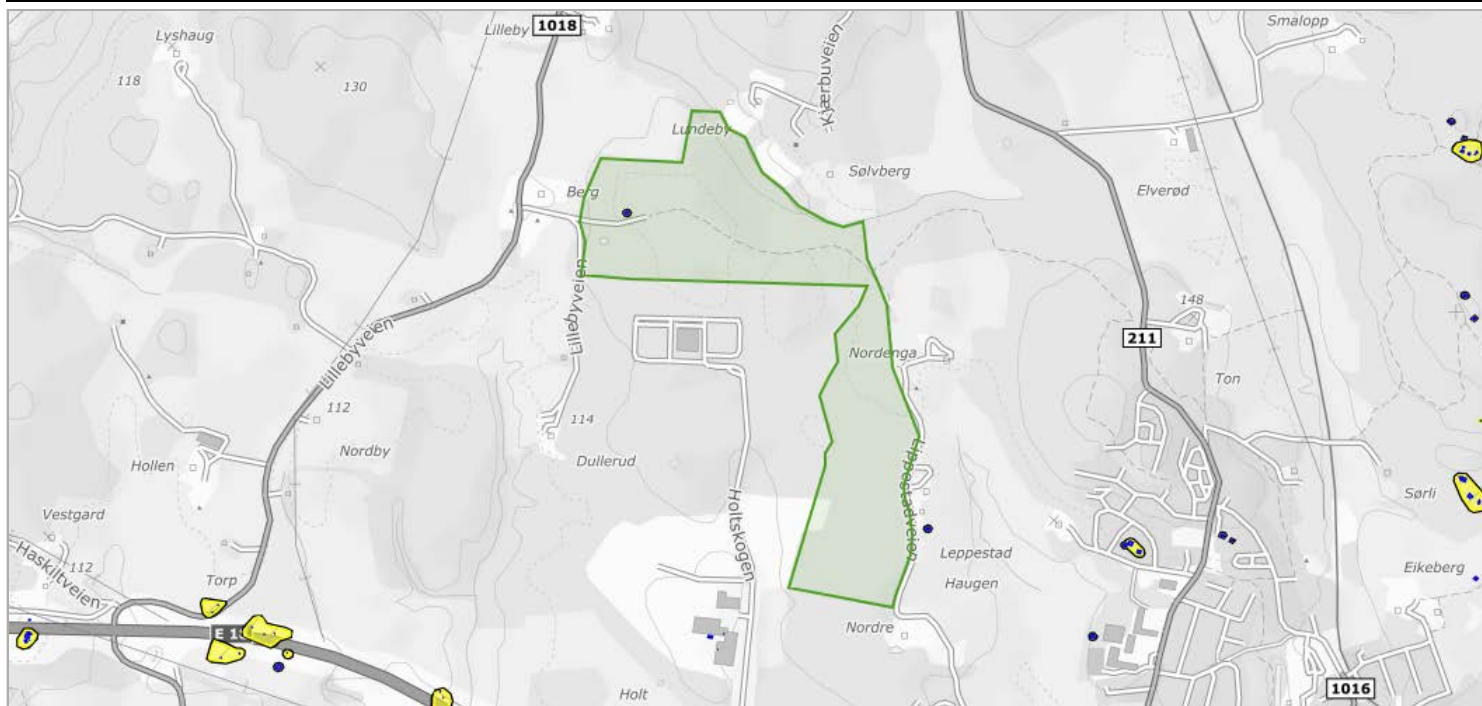 Smalopp
Lilleby
1018
Lyshaug
118
130
Kjærbuveien
Lundeby
Sølvberg
Elverød
Berg
Lillebyveien
148
Lillebyveien
211
Nordenga
Ton
112
114
Nordby
Dullerud
Hollen
Lippestadveien
Sørli
Holtskogen
Vestgard
Haskiltveien
112
Leppestad
Haugen
Eikeberg
Torp
E 1
Nordre
Holt
1016